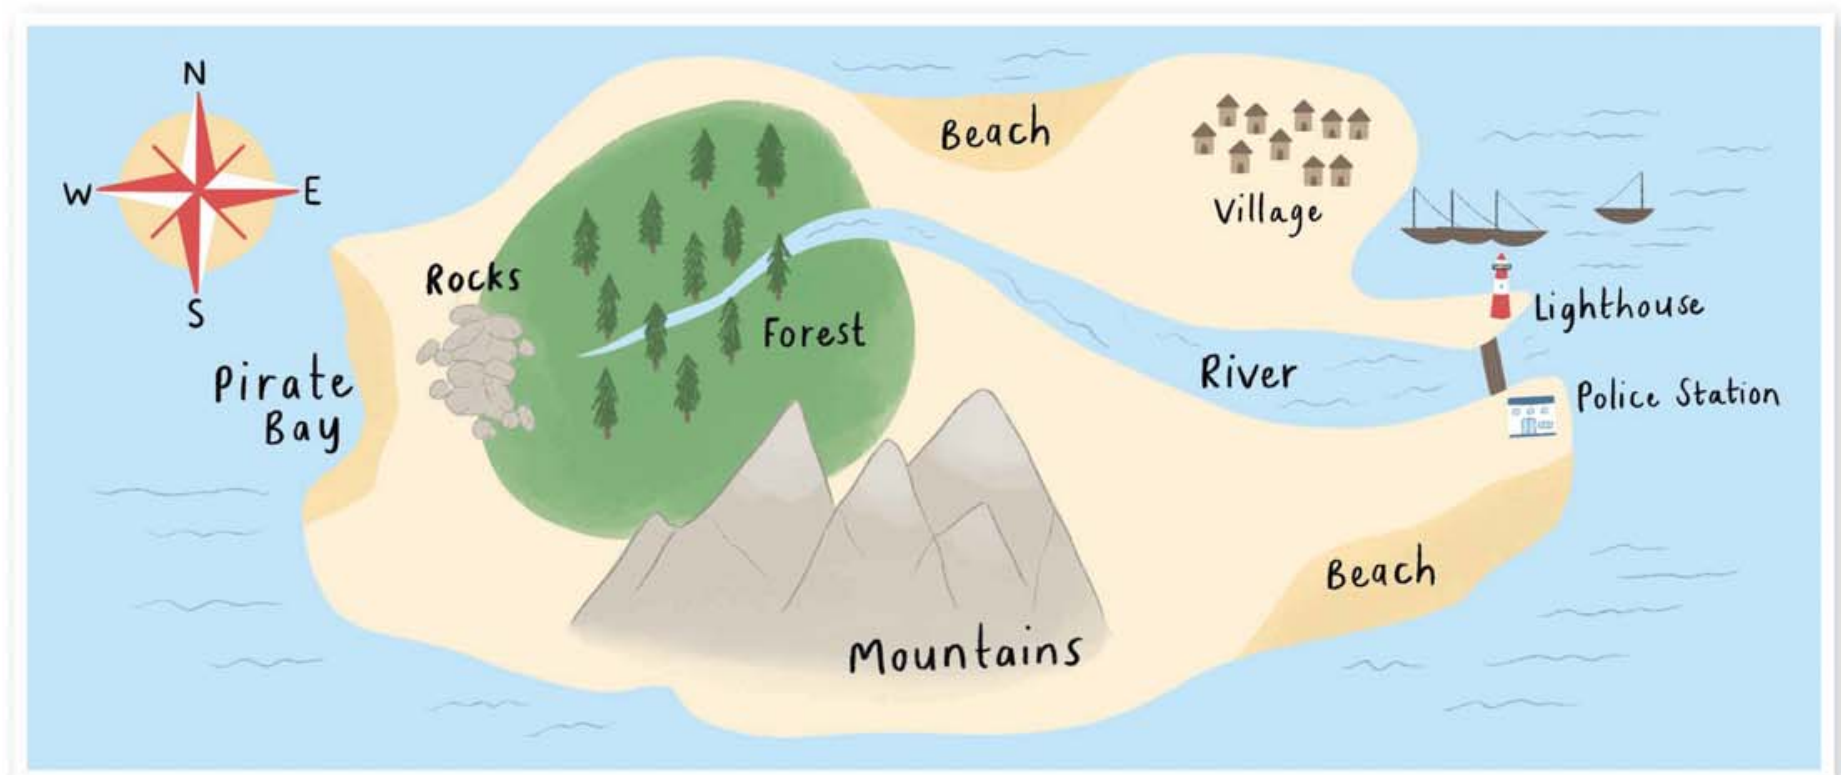 N
W
E
S
Beach
Village
Rocks
Lighthouse
Forest
Pirate
Bay
River
Police Station
Beach
Mountains